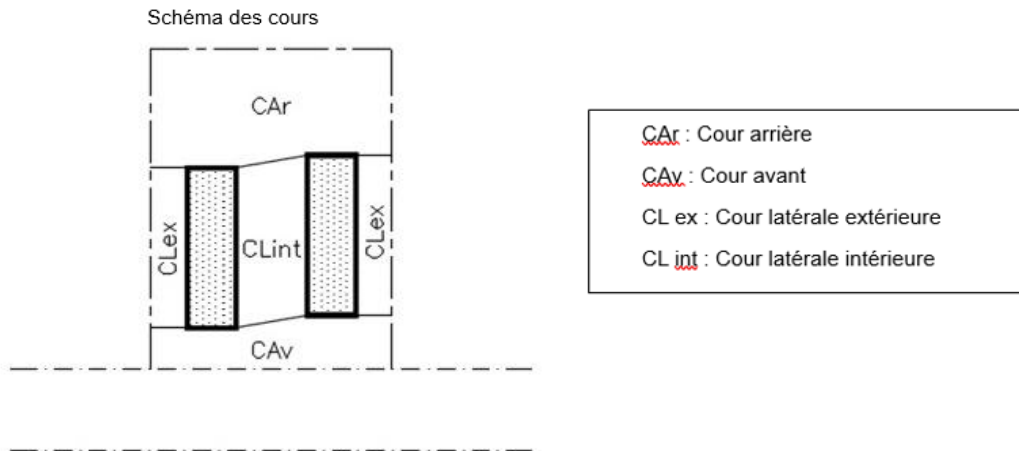 Schéma des cours
CAr
CLex
CLint
CLex
CAv
CAr : Cour arrière
CAv : Cour avant
CL ex : Cour latérale extérieure
CL int : Cour latérale intérieure